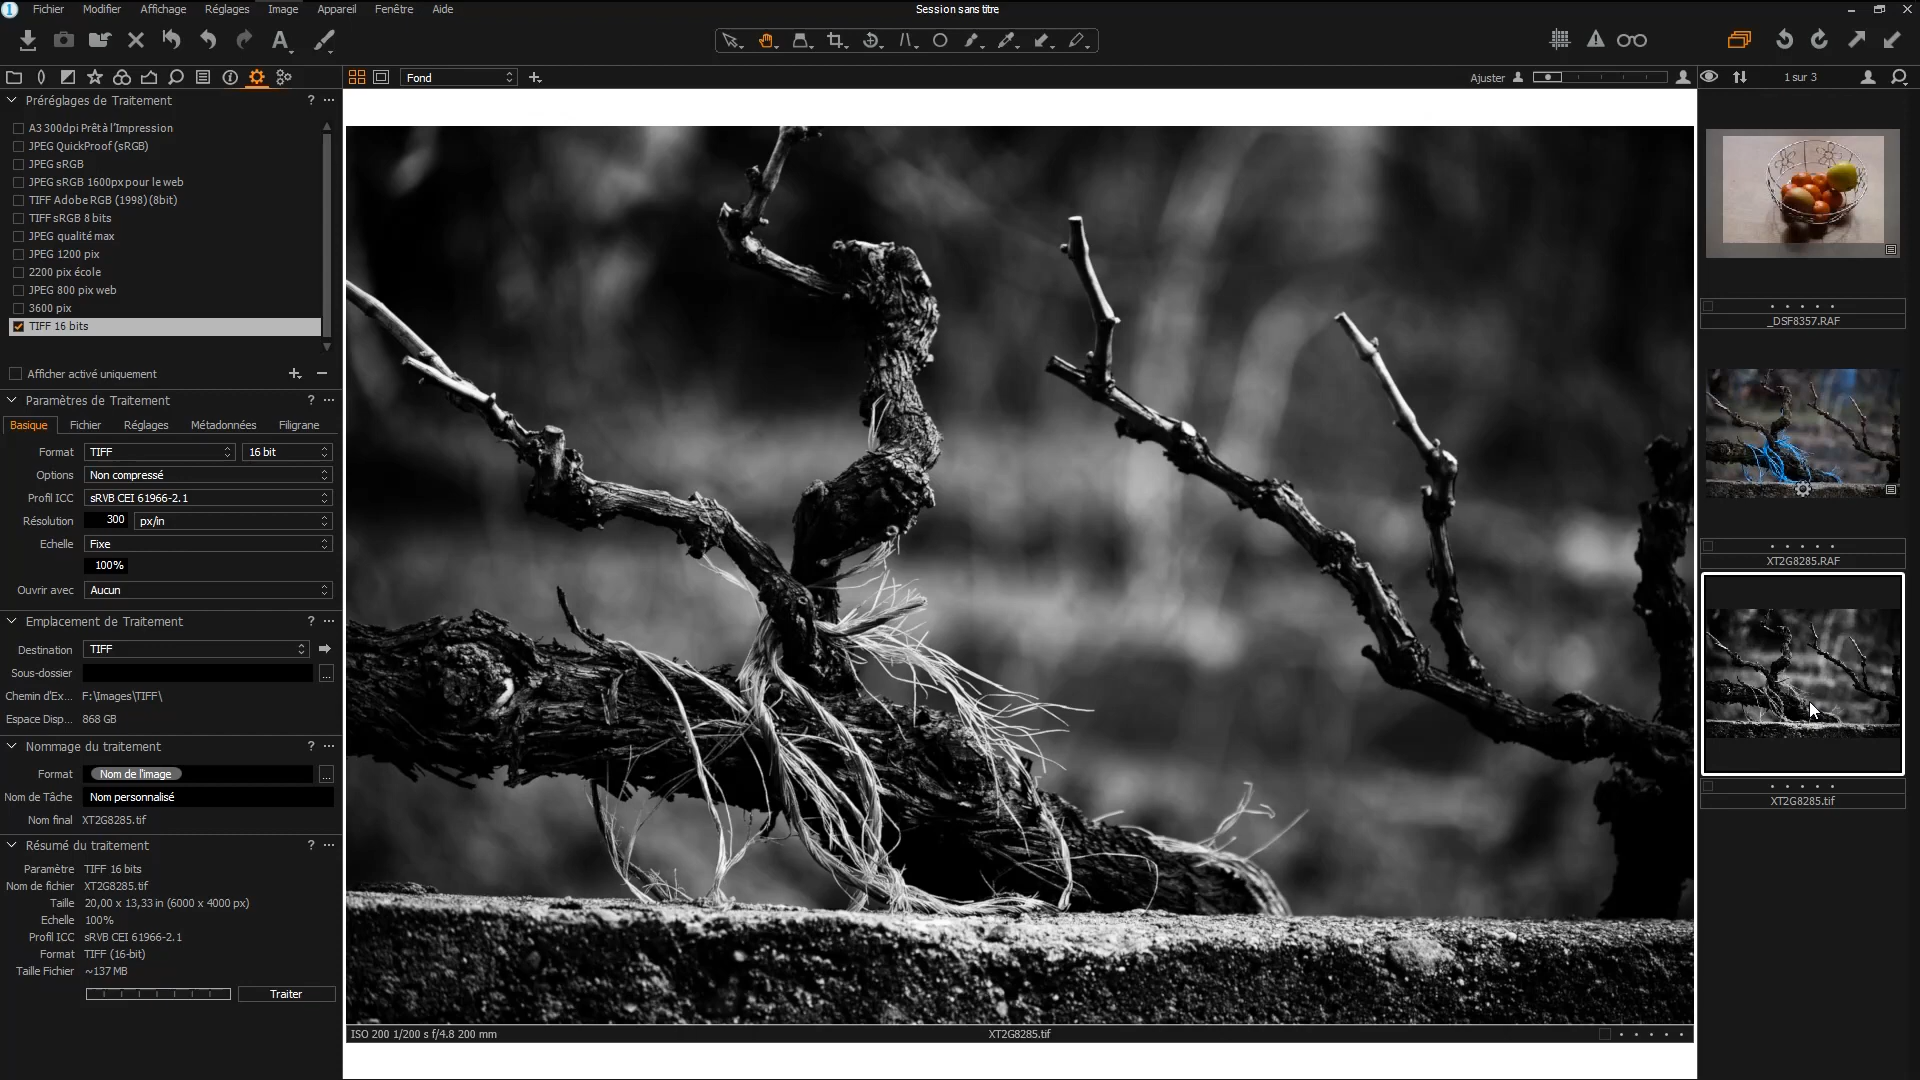 Fichier Modifier Affichage Réglages Image Appareil Fenêtre Aide
Session sans titre
Fond
Ajuster
1 sur 3
Préréglages de Traitement ? ...
A3 300dpi Prêt à l'Impression
JPEG QuickProof (sRGB)
JPEG sRGB
JPEG sRGB 1600px pour le web
TIFF Adobe RGB (1998) (8bit)
TIFF sRGB 8 bits
JPEG qualité max
JPEG 1200 pix
2200 pix école
JPEG 800 pix web
3600 pix
TIFF 16 bits
Afficher activé uniquement
Paramètres de Traitement ? ...
Basique Fichier Réglages Métadonnées Filigrane
Format TIFF 16 bit
Options Non compressé
Profil ICC sRVB CEI 61966-2.1
Résolution 300 px/in
Echelle Fixe
100%
Ouvrir avec Aucun
Emplacement de Traitement ? ...
Destination TIFF
Sous-dossier ...
Chemin d'Ex... F:\Images\TIFF\
Espace Disp... 868 GB
Nommage du traitement ? ...
Format Nom de l'image ...
Nom de Tâche Nom personnalisé
Nom final XT2G8285.tif
Résumé du traitement ? ...
Paramètre TIFF 16 bits
Nom de fichier XT2G8285.tif
Taille 20,00 x 13,33 in (6000 x 4000 px)
Echelle 100%
Profil ICC sRVB CEI 61966-2.1
Format TIFF (16-bit)
Taille Fichier ~137 MB
Traiter
ISO 200 1/200 s f/4.8 200 mm
XT2G8285.tif
_DSF8357.RAF
XT2G8285.RAF
XT2G8285.tif